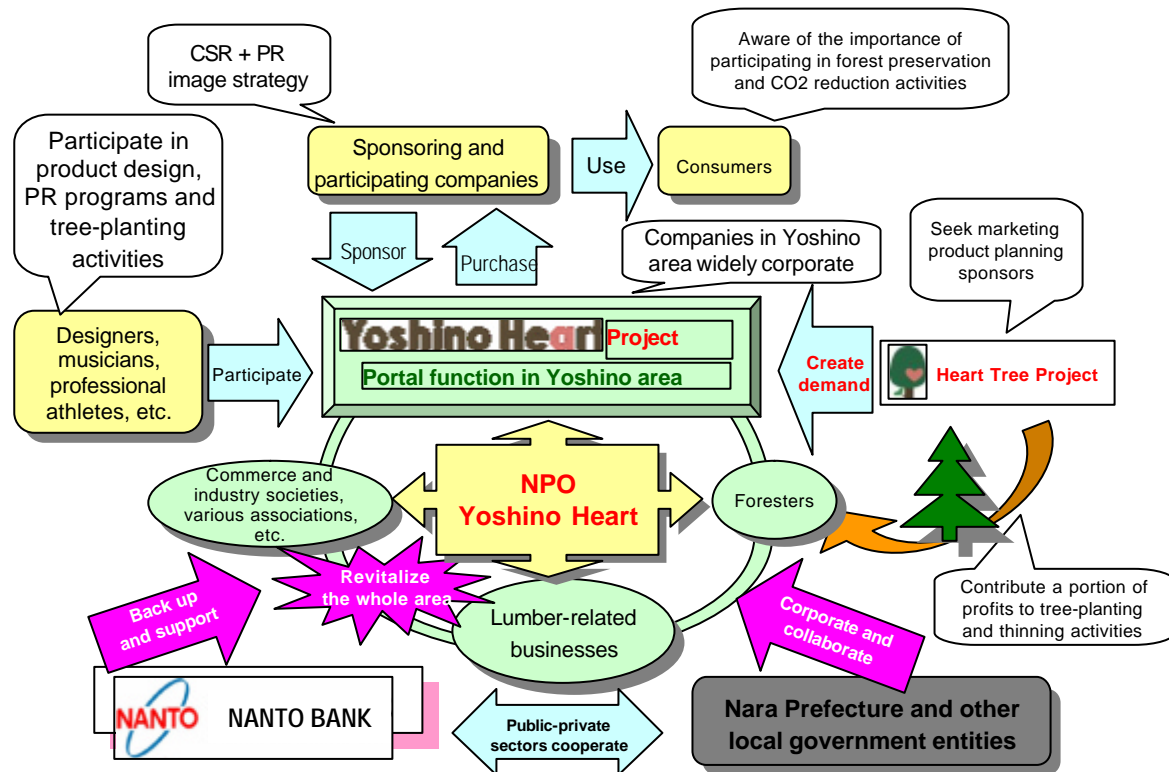 CSR + PR
image strategy
Aware of the importance of
participating in forest preservation
and CO2 reduction activities
Participate in
product design,
PR programs and
tree-planting
activities
Sponsoring and
participating companies
Use
Consumers
Sponsor
Purchase
Companies in Yoshino
area widely corporate
Seek marketing
product planning
sponsors
Designers,
musicians,
professional
athletes, etc.
Participate
Yoshino Heart Project
Portal function in Yoshino area
Create
demand
Heart Tree Project
Commerce and
industry societies,
various associations,
etc.
NPO
Yoshino Heart
Foresters
Revitalize
the whole area
Back up
and support
Lumber-related
businesses
Corporate and
collaborate
Contribute a portion of
profits to tree-planting
and thinning activities
NANTO NANTO BANK
Public-private
sectors cooperate
Nara Prefecture and other
local government entities